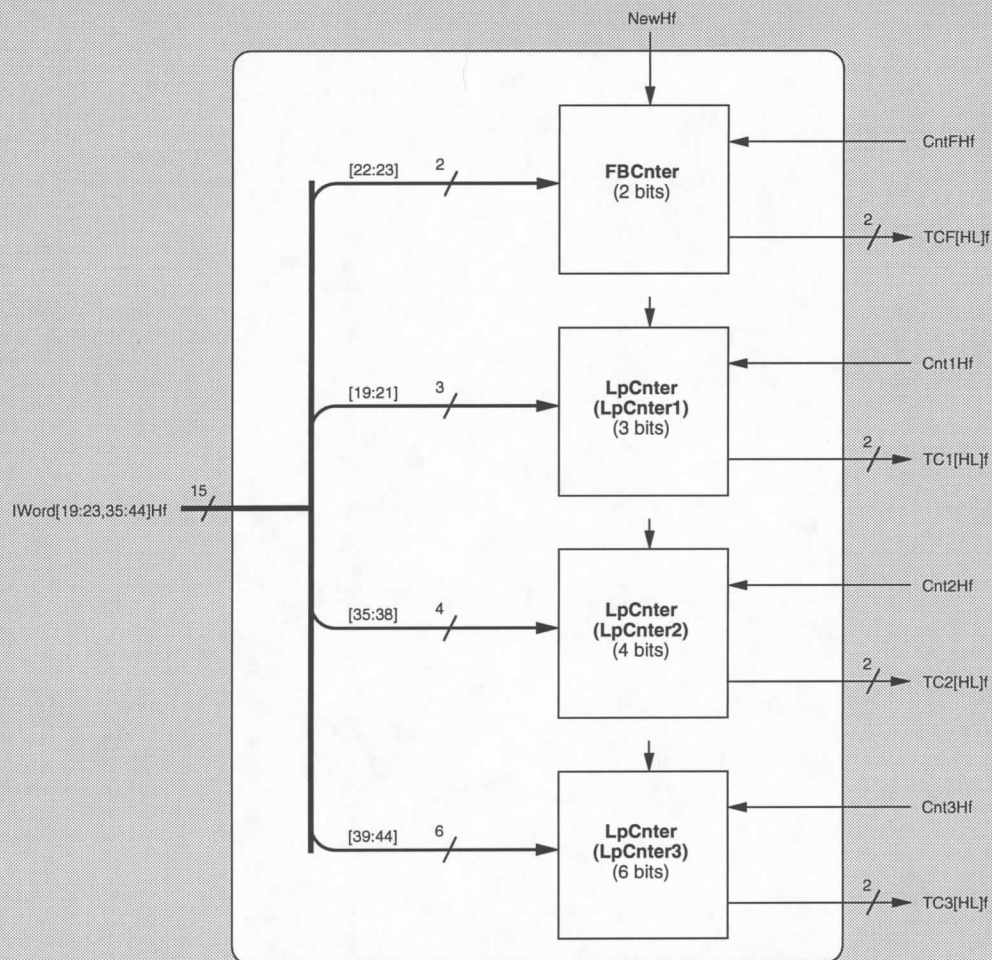 NewHf
CntFHf
[22:23]
2
FBCnter
(2 bits)
2
TCF[HL]f
[19:21]
3
Cnt1Hf
LpCnter
(LpCnter1)
(3 bits)
2
TC1[HL]f
15
IWord[19:23,35:44]Hf
[35:38]
4
Cnt2Hf
LpCnter
(LpCnter2)
(4 bits)
2
TC2[HL]f
[39:44]
6
Cnt3Hf
LpCnter
(LpCnter3)
(6 bits)
2
TC3[HL]f